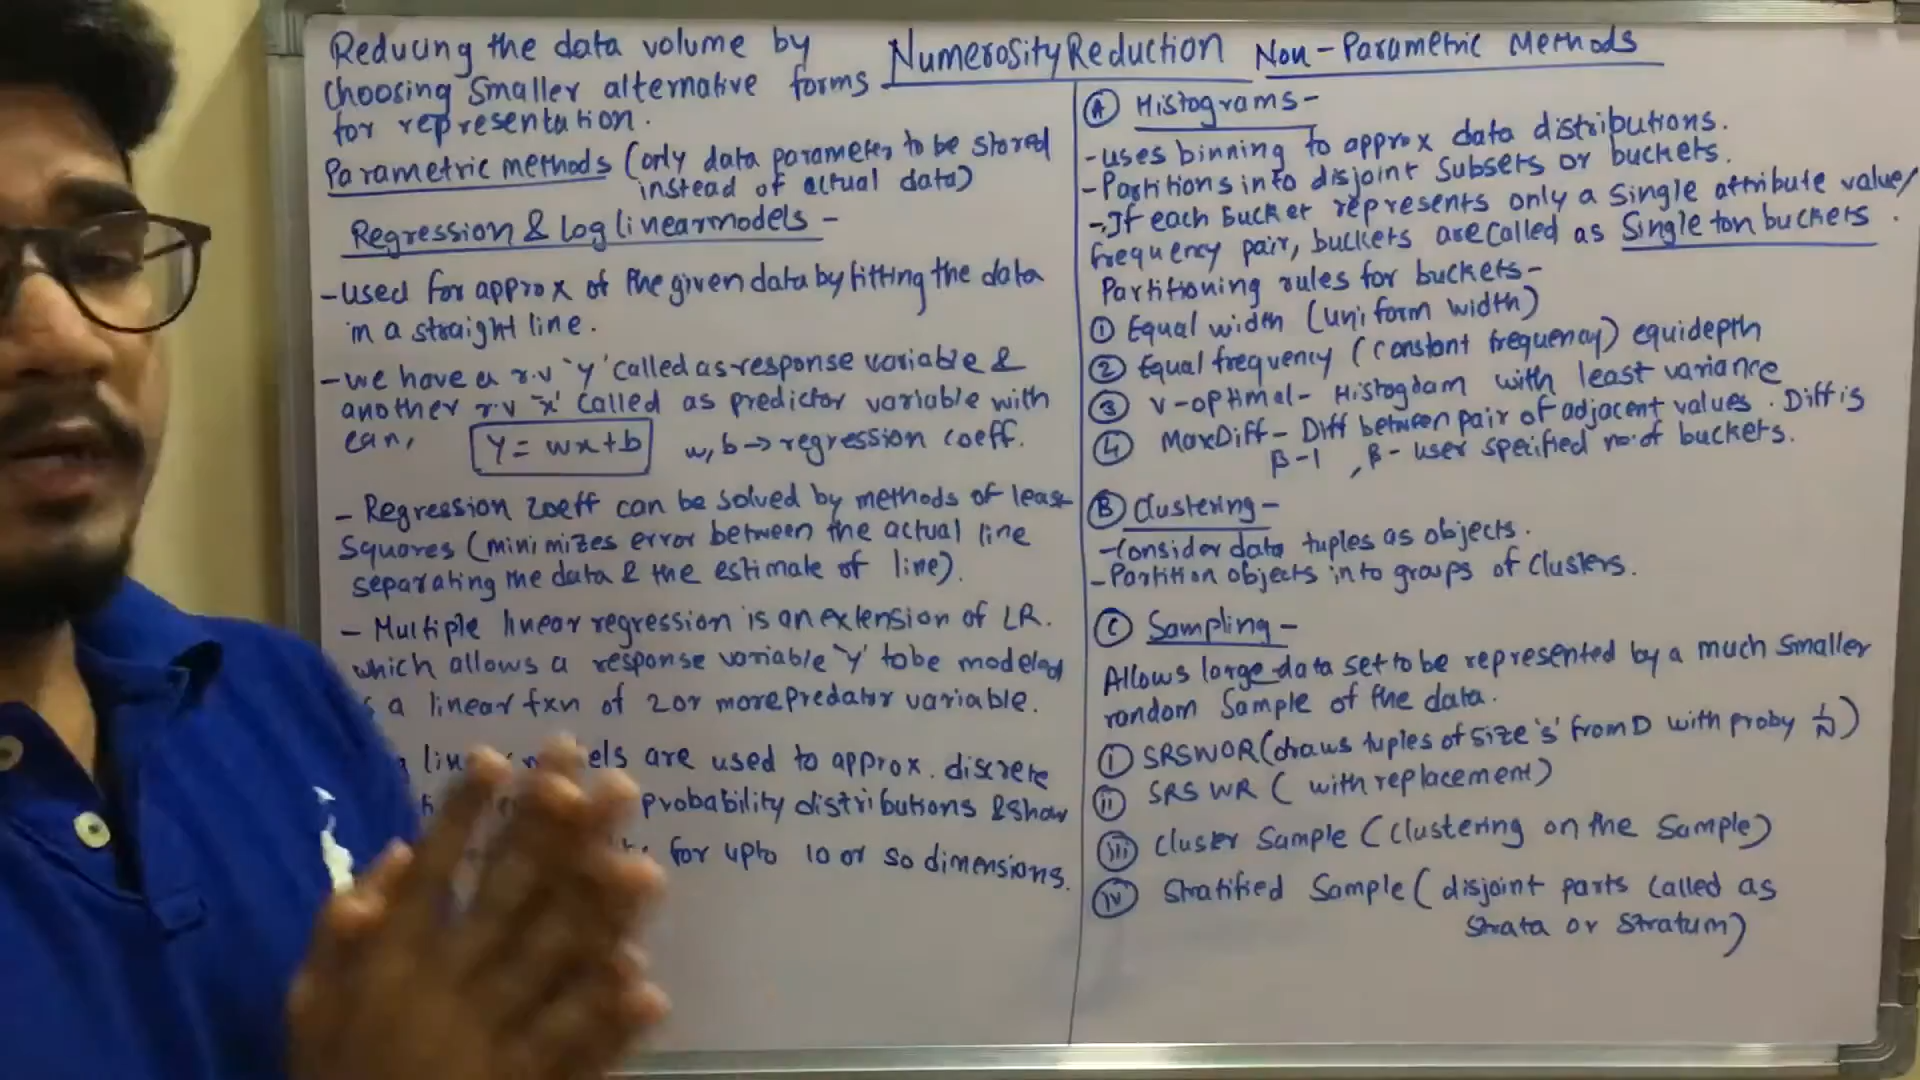 Reducing the data volume by
choosing smaller alternative forms
for representation.
NumerosityReduction
Parametric methods (only data parameters to be stored
instead of actual data)
Regression & Log linearmodels -
- used for approx of the given data by fitting the data
in a straight line.
- we have a r.v 'y' called as response variable &
another r.v 'x' called as predictor variable with
ean, y = wx+b w, b → regression coeff.
- Regression coeff can be solved by methods of least
squares (minimizes error between the actual line
separating the data & the estimate of line).
- Multiple linear regression is an extension of LR.
which allows a response variable 'y' to be modeled
a linear fxn of 2 or more Predator variable.
are used to approx. discrete
probability distributions & show
for upto 10 or so dimensions.
Non-Parametric Methods
A Histograms -
- uses binning to approx data distributions.
- Partitions into disjoint subsets or buckets.
- If each bucket represents only a single attribute value/
frequency pair, buckets are called as Single ton buckets.
Partitioning rules for buckets-
① Equal width (uniform width)
② Equal frequency (constant frequency) equidepth
③ V-optimal- Histogdam with least variance
④ MaxDiff - Diff between pair of adjacent values. Diff is
β-1, β- user specified no.of buckets.
B Clustering -
- Consider data tuples as objects.
- Partition objects into groups of clusters.
C Sampling -
Allows large data set to be represented by a much smaller
random sample of the data.
i SRSWOR (draws tuples of size 's' from D with proby 1/N)
ii SRSWR ( with replacement)
iii Cluser Sample (clustering on the sample)
iv Stratified Sample ( disjoint parts called as
Strata or Stratum)